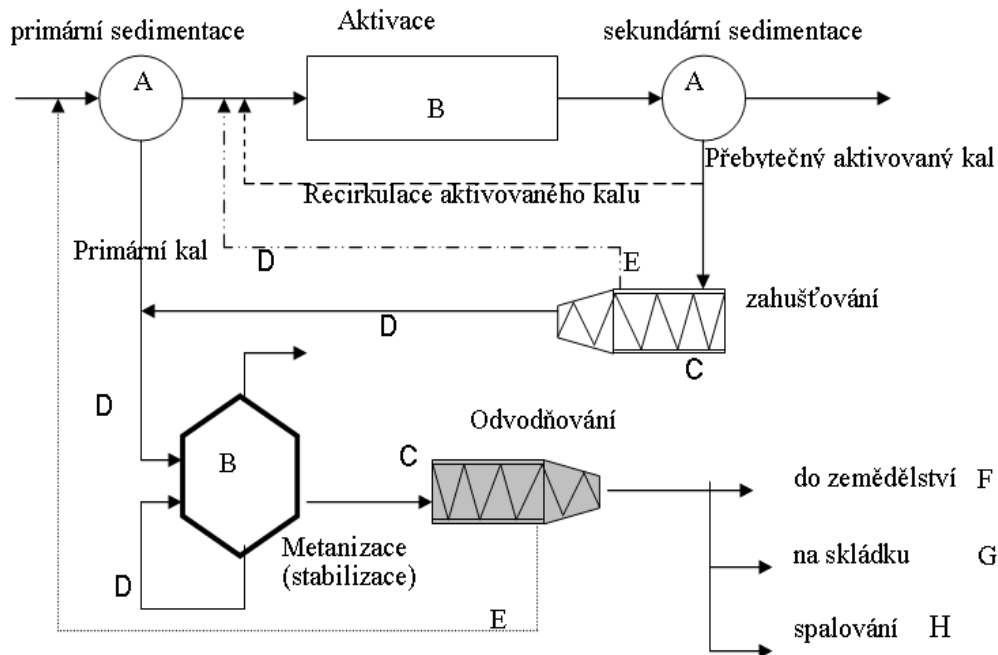 primární sedimentace
Aktivace
sekundární sedimentace
A
B
A
Přebytečný aktivovaný kal
Recirkulace aktivovaného kalu
Primární kal
D
E
zahušťování
D
C
D
Odvodňování
B
C
do zemědělství F
Metanizace
(stabilizace)
na skládku G
D
E
spalování H